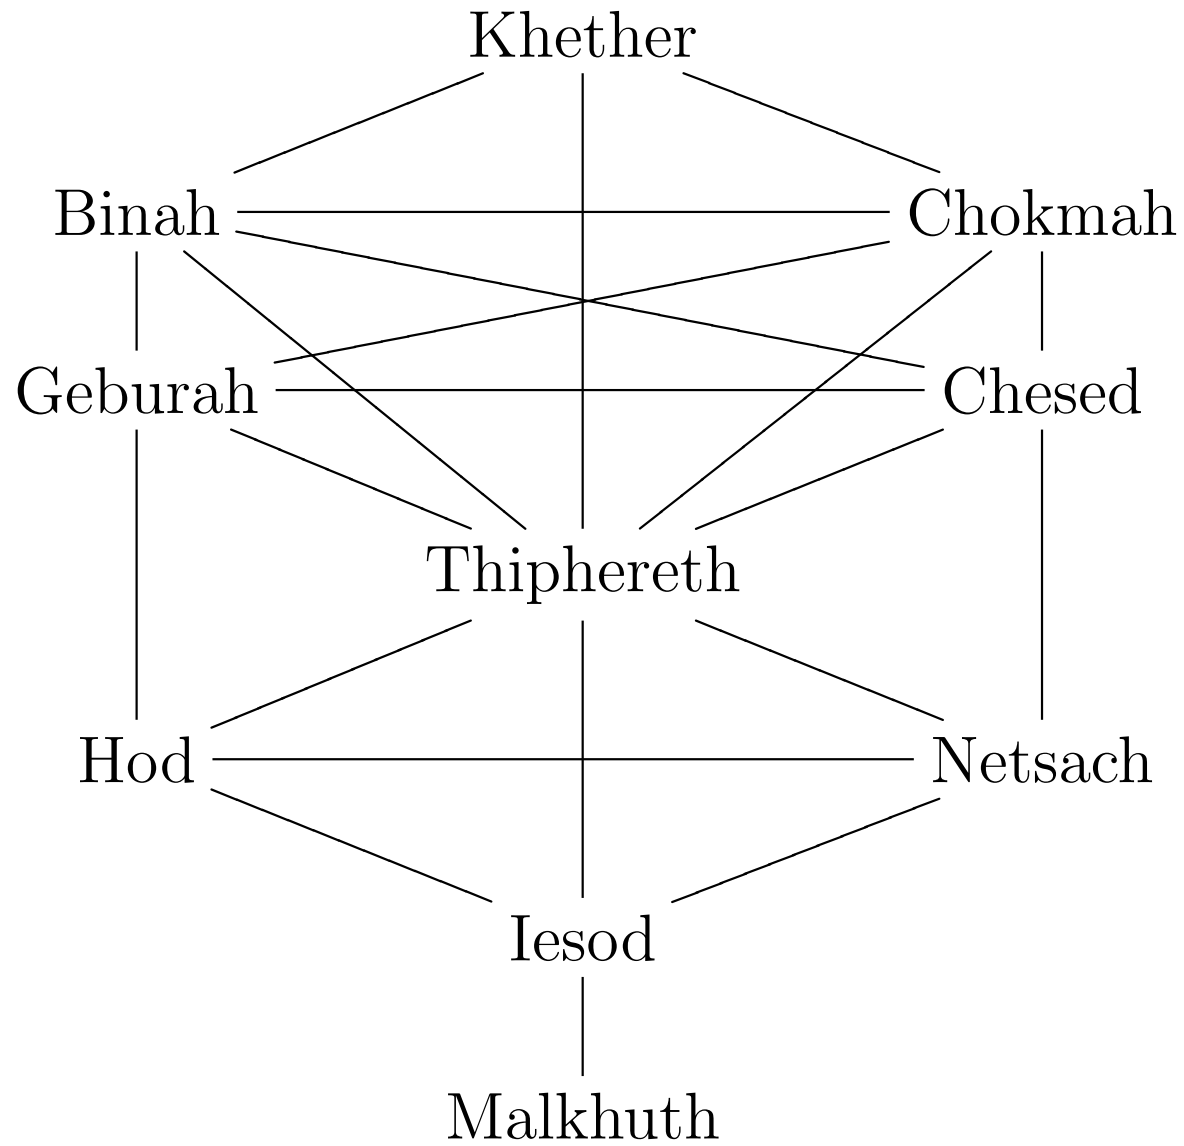 Khether
Binah
Chokmah
Geburah
Chesed
Thiphereth
Hod
Netsach
Iesod
Malkhuth